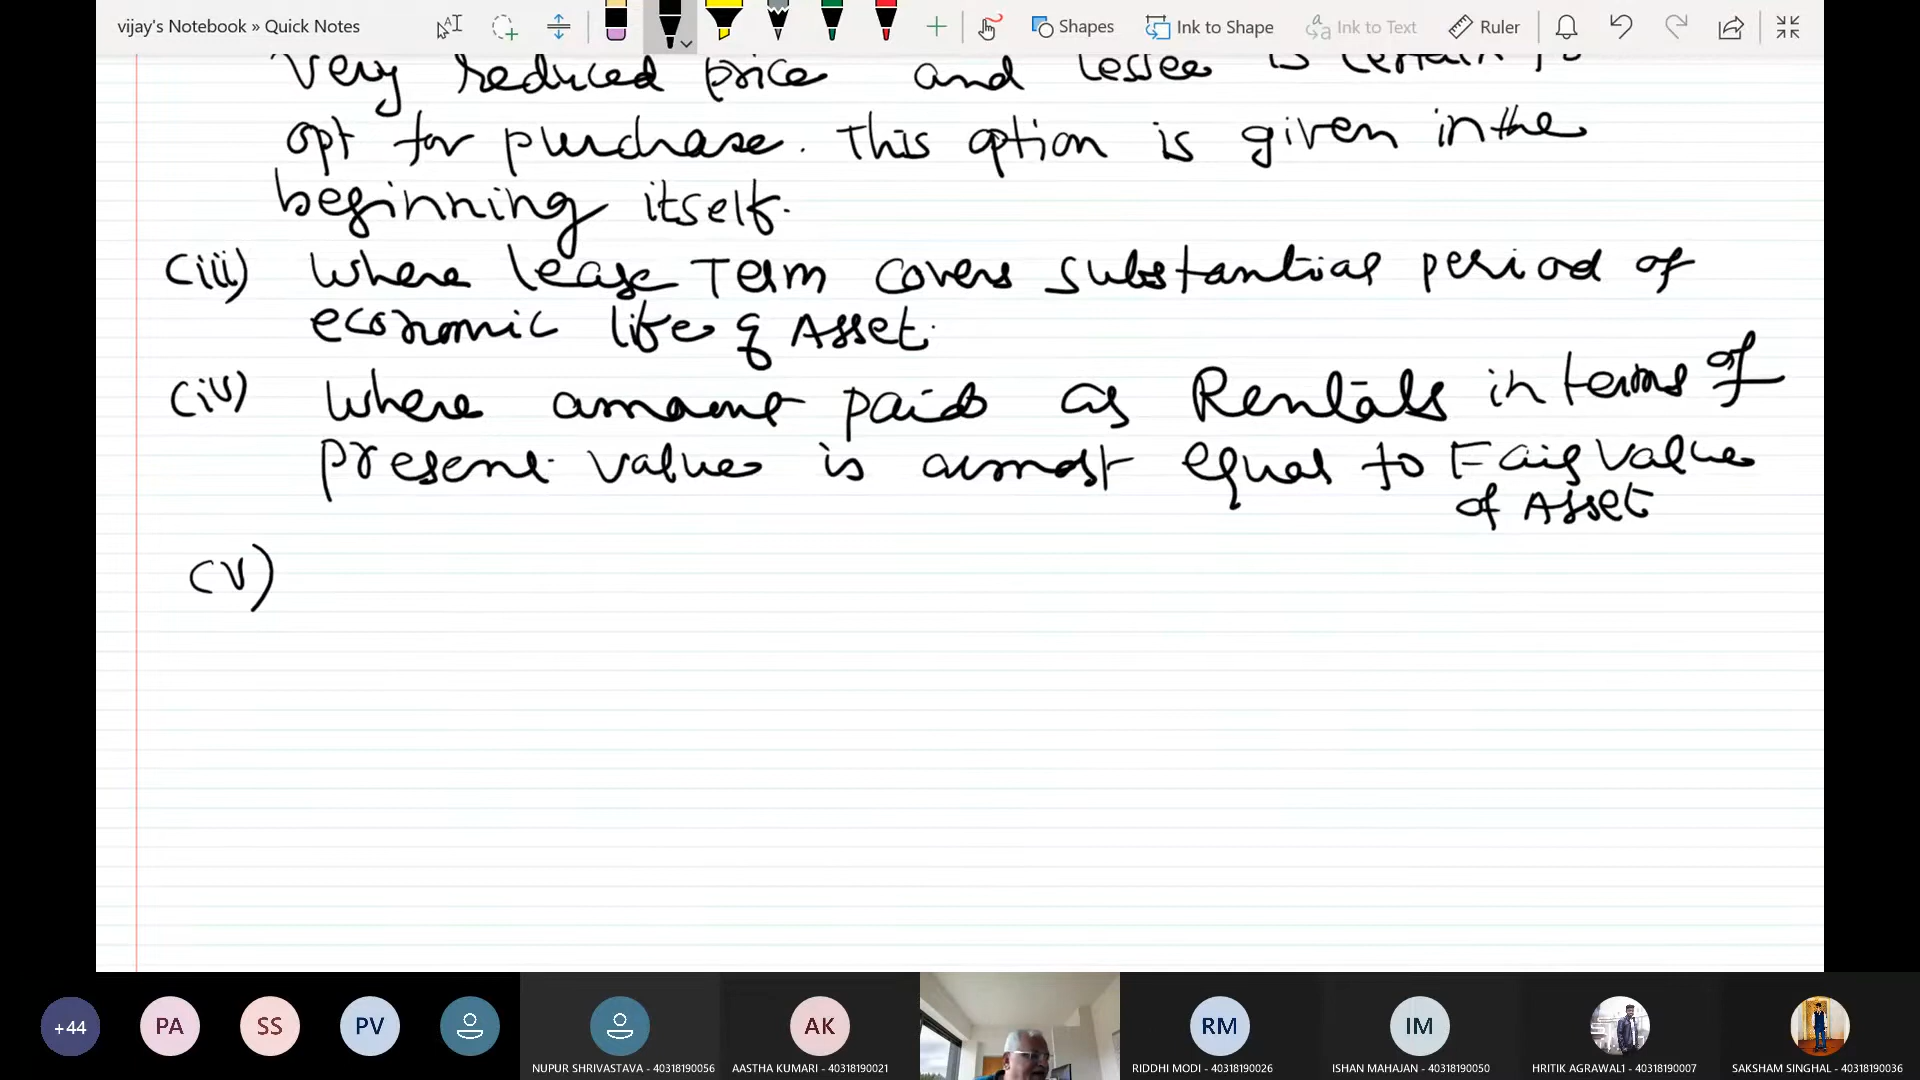 vijay's Notebook » Quick Notes
Shapes
Ink to Shape
Ink to Text
Ruler
very reduced price and lessee is certain to
opt for purchase. This option is given in the
beginning itself.
(iii) Where lease Term covers substantial period of
economic life of Asset.
(iv) Where amount paid as Rentals in terms of
present value is almost equal to Fair Value
of Asset
(v)
+44
PA
SS
PV
AK
RM
IM
NUPUR SHRIVASTAVA - 40318190056
AASTHA KUMARI - 40318190021
RIDDHI MODI - 40318190026
ISHAN MAHAJAN - 40318190050
HRITIK AGRAWAL1 - 40318190007
SAKSHAM SINGHAL - 40318190036